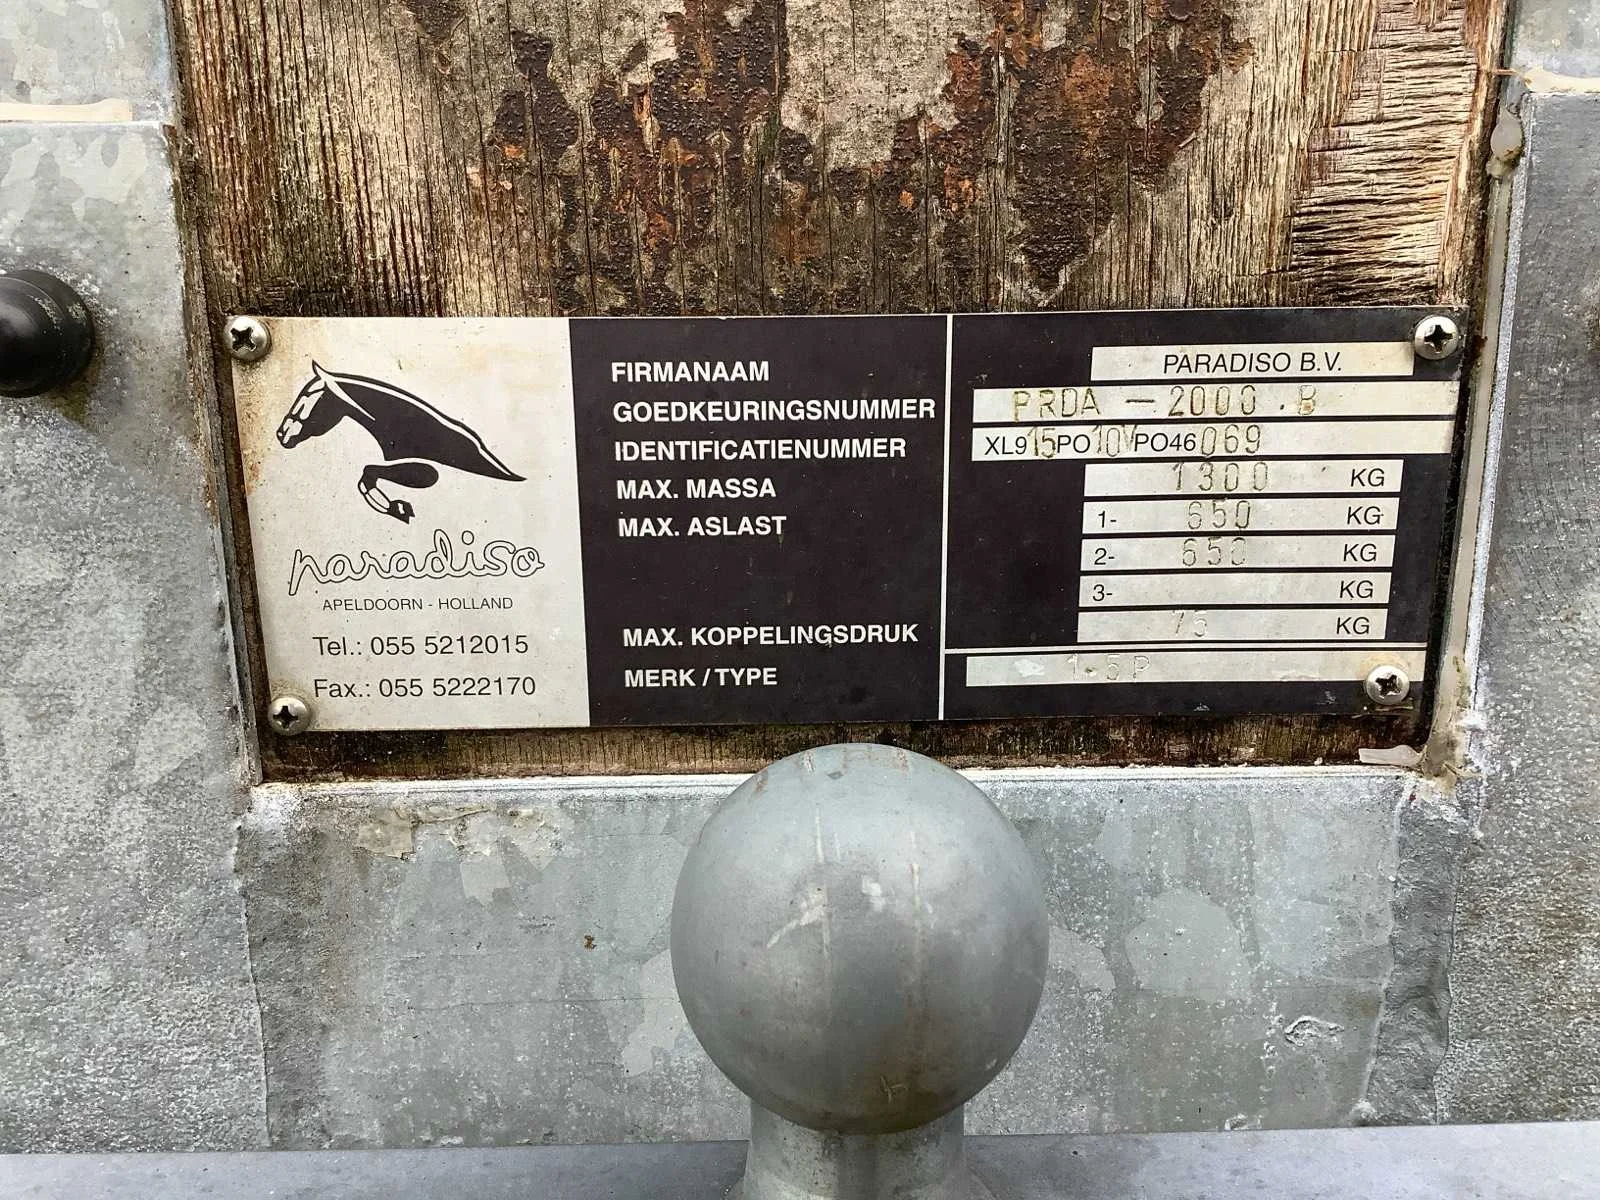 paradiso
APELDOORN - HOLLAND
Tel.: 055 5212015
Fax.: 055 5222170
FIRMANAAM PARADISO B.V.
GOEDKEURINGSNUMMER PRDA - 2000 . B
IDENTIFICATIENUMMER XL915PO10VPO46069
MAX. MASSA 1300 KG
MAX. ASLAST 1- 650 KG
2- 650 KG
3- KG
MAX. KOPPELINGSDRUK 75 KG
MERK / TYPE 1-5P